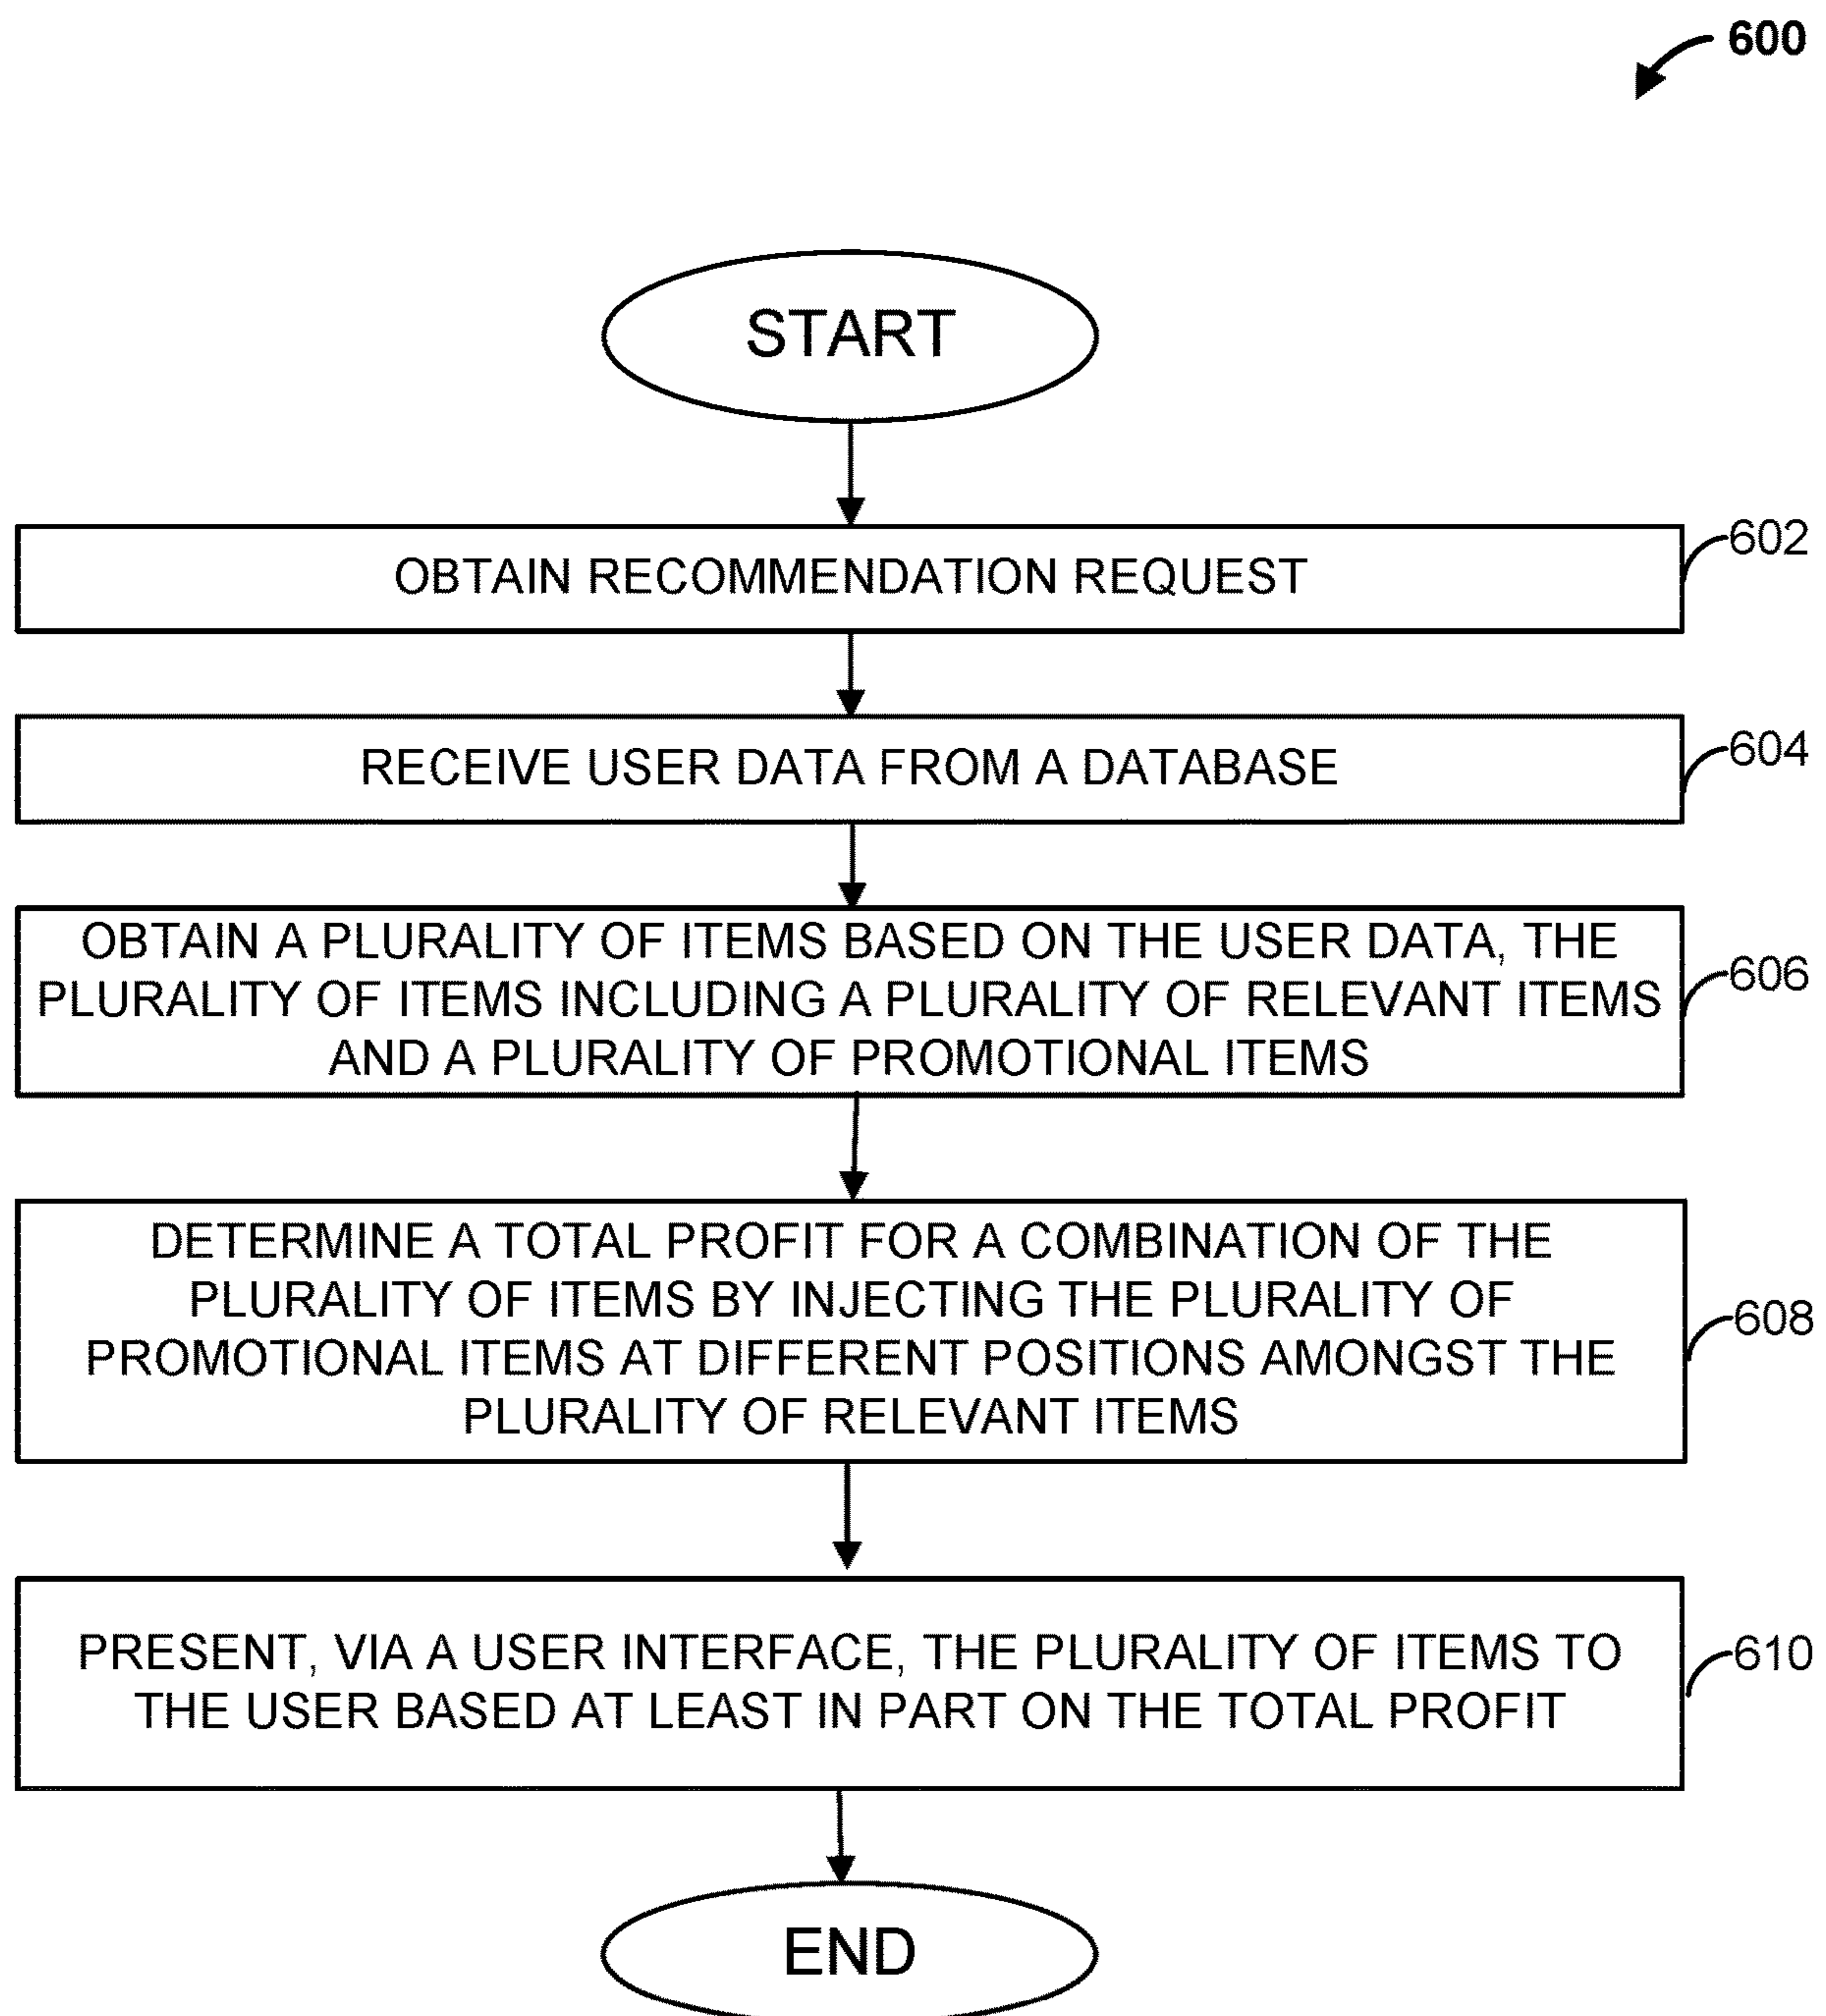 600
START
OBTAIN RECOMMENDATION REQUEST
602
RECEIVE USER DATA FROM A DATABASE
604
OBTAIN A PLURALITY OF ITEMS BASED ON THE USER DATA, THE
PLURALITY OF ITEMS INCLUDING A PLURALITY OF RELEVANT ITEMS
AND A PLURALITY OF PROMOTIONAL ITEMS
606
DETERMINE A TOTAL PROFIT FOR A COMBINATION OF THE
PLURALITY OF ITEMS BY INJECTING THE PLURALITY OF
PROMOTIONAL ITEMS AT DIFFERENT POSITIONS AMONGST THE
PLURALITY OF RELEVANT ITEMS
608
PRESENT, VIA A USER INTERFACE, THE PLURALITY OF ITEMS TO
THE USER BASED AT LEAST IN PART ON THE TOTAL PROFIT
610
END